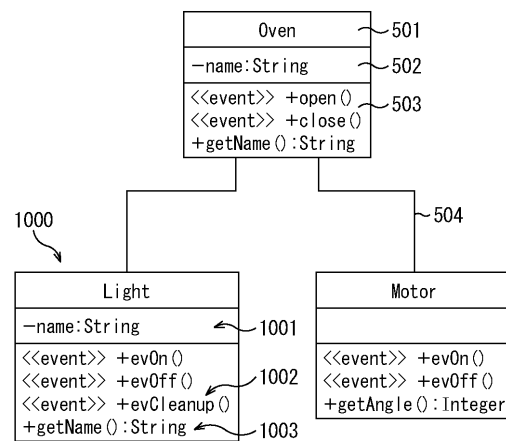 Oven
501
-name:String
502
<<event>> +open()
503
<<event>> +close()
+getName():String
504
1000
Light
-name:String
1001
<<event>> +evOn()
<<event>> +evOff()
1002
<<event>> +evCleanup()
+getName():String
1003
Motor
<<event>> +evOn()
<<event>> +evOff()
+getAngle():Integer